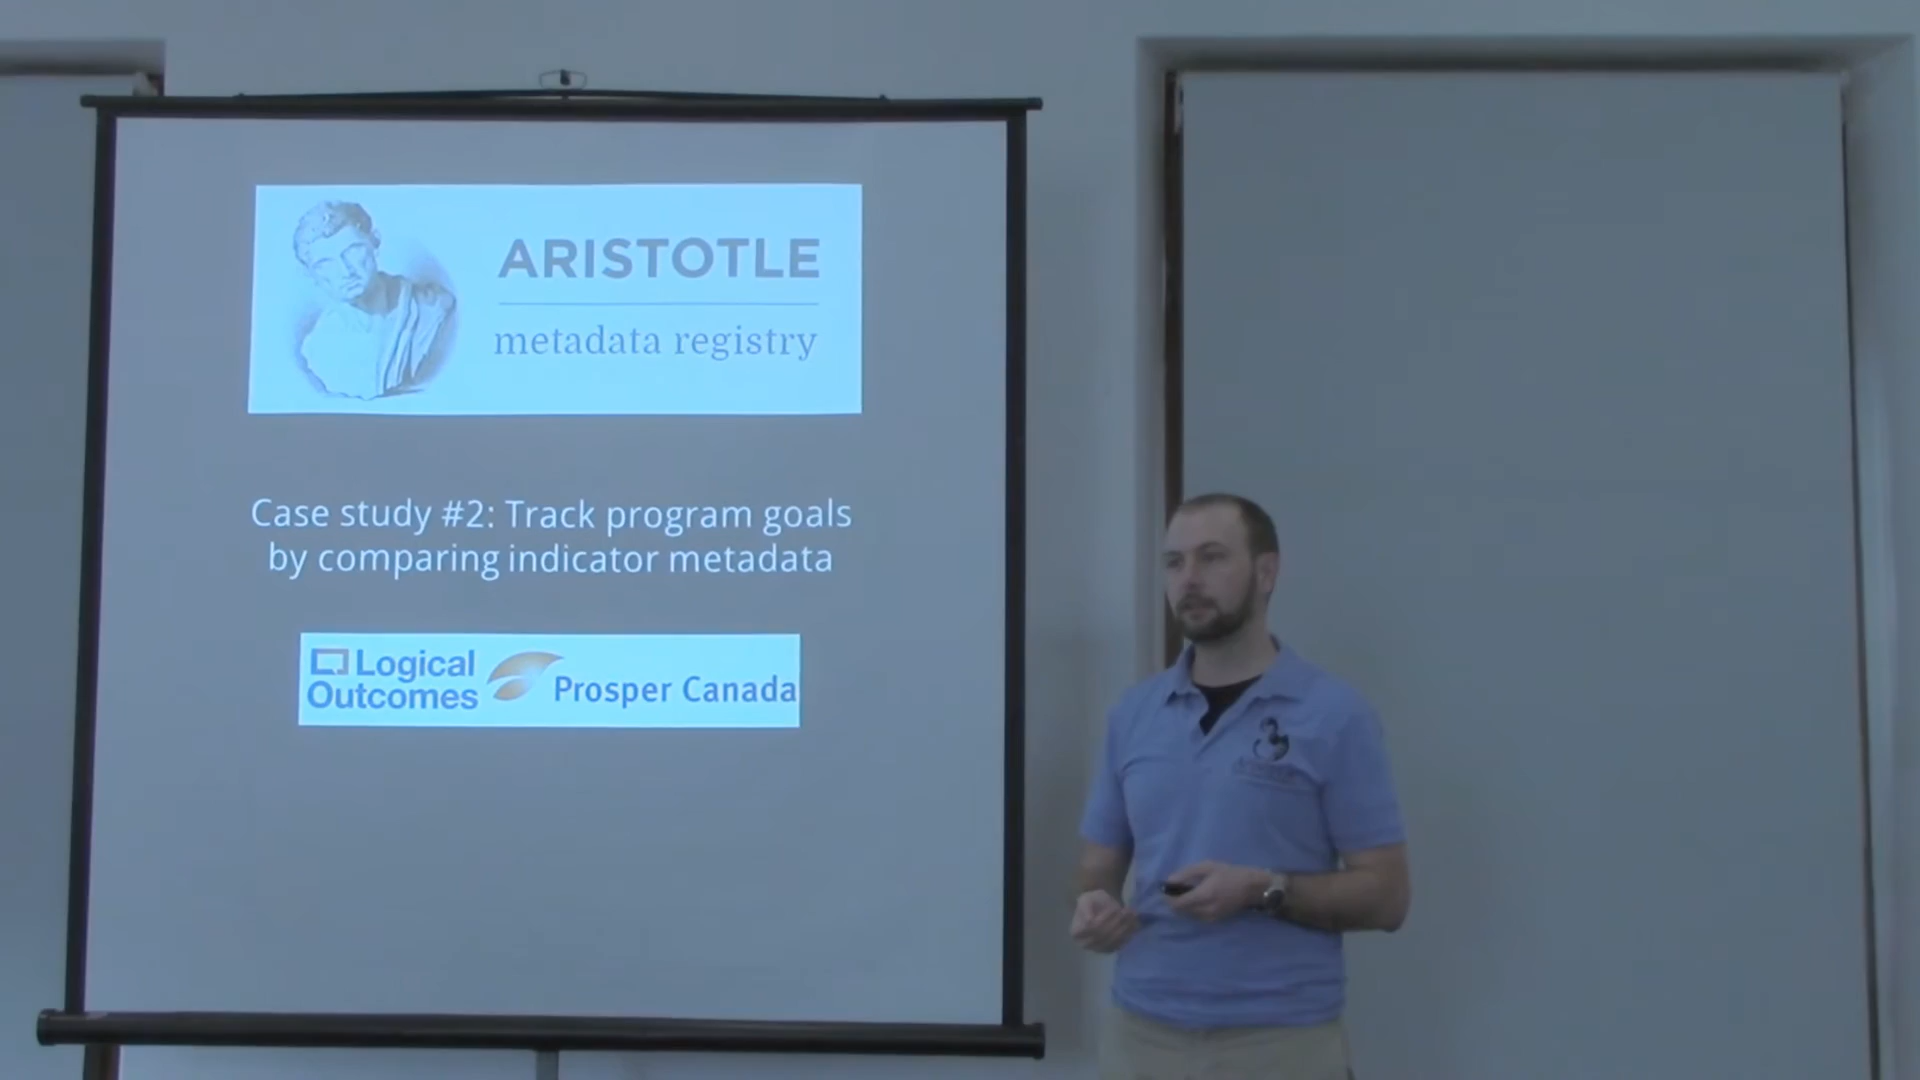 ARISTOTLE
metadata registry
Case study #2: Track program goals
by comparing indicator metadata
Logical
Outcomes
Prosper Canada